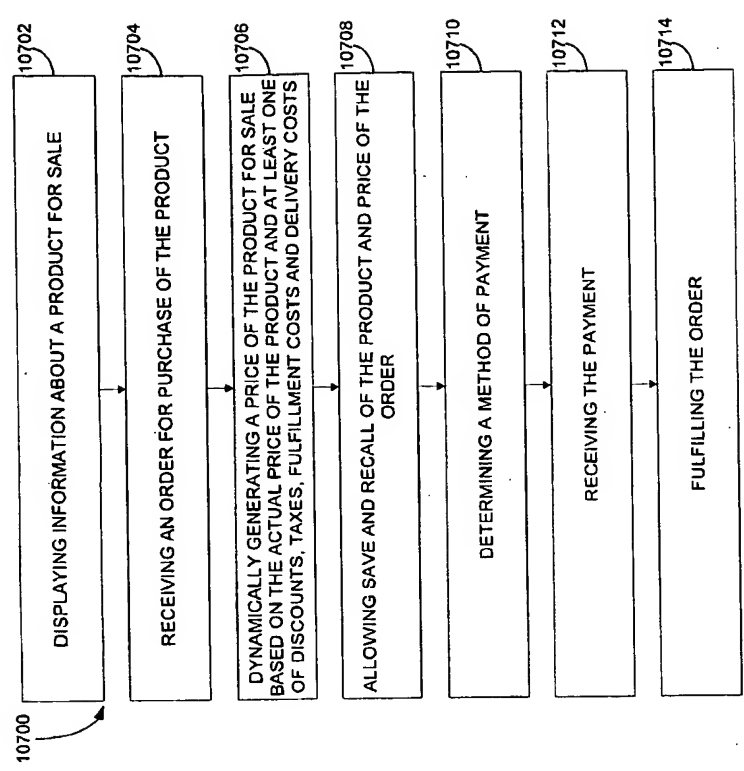 10700
10702
DISPLAYING INFORMATION ABOUT A PRODUCT FOR SALE
10704
RECEIVING AN ORDER FOR PURCHASE OF THE PRODUCT
10706
DYNAMICALLY GENERATING A PRICE OF THE PRODUCT FOR SALE
BASED ON THE ACTUAL PRICE OF THE PRODUCT AND AT LEAST ONE
OF DISCOUNTS, TAXES, FULFILLMENT COSTS AND DELIVERY COSTS
10708
ALLOWING SAVE AND RECALL OF THE PRODUCT AND PRICE OF THE
ORDER
10710
DETERMINING A METHOD OF PAYMENT
10712
RECEIVING THE PAYMENT
10714
FULFILLING THE ORDER